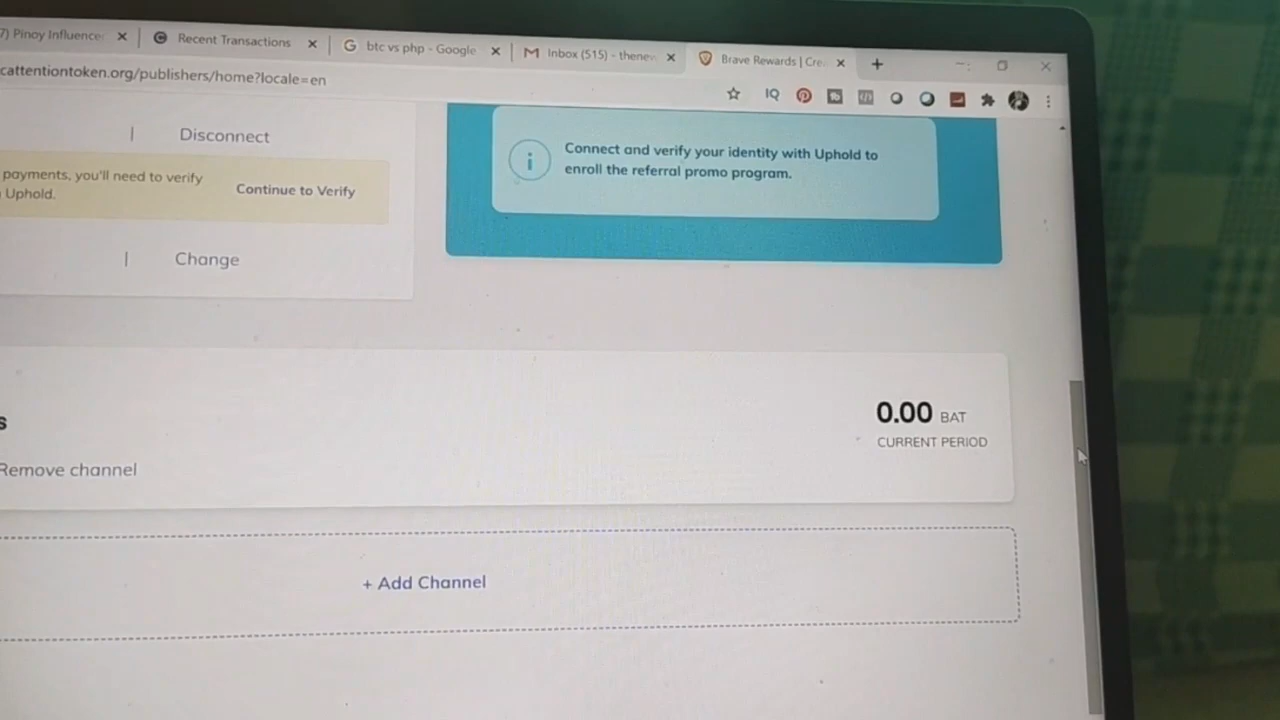 7) Pinoy Influence
Recent Transactions
btc vs php - Google
Inbox (515) - thenew
Brave Rewards | Cre
cattentiontoken.org/publishers/home?locale=en
IQ
| Disconnect
Connect and verify your identity with Uphold to
enroll the referral promo program.
payments, you'll need to verify
Uphold.
Continue to Verify
| Change
0.00 BAT
CURRENT PERIOD
s
Remove channel
+ Add Channel